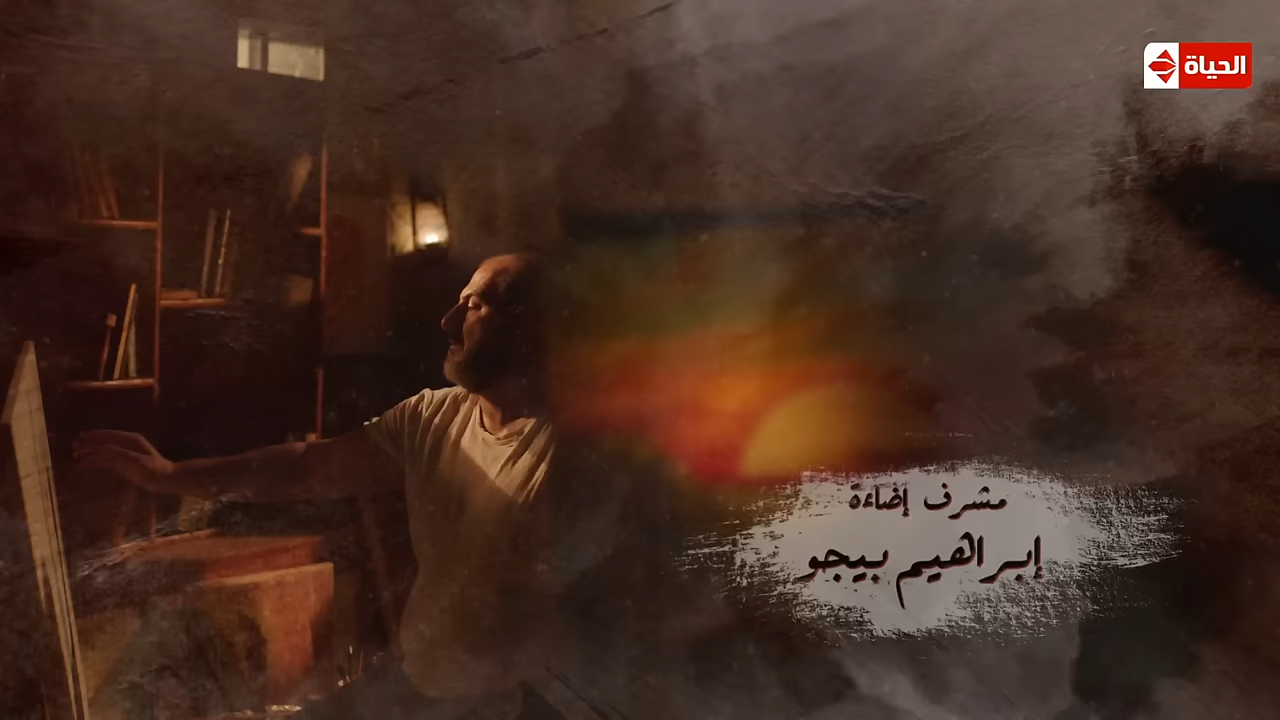 الحياة
مشرف إضاءة
إبراهيم بيجو